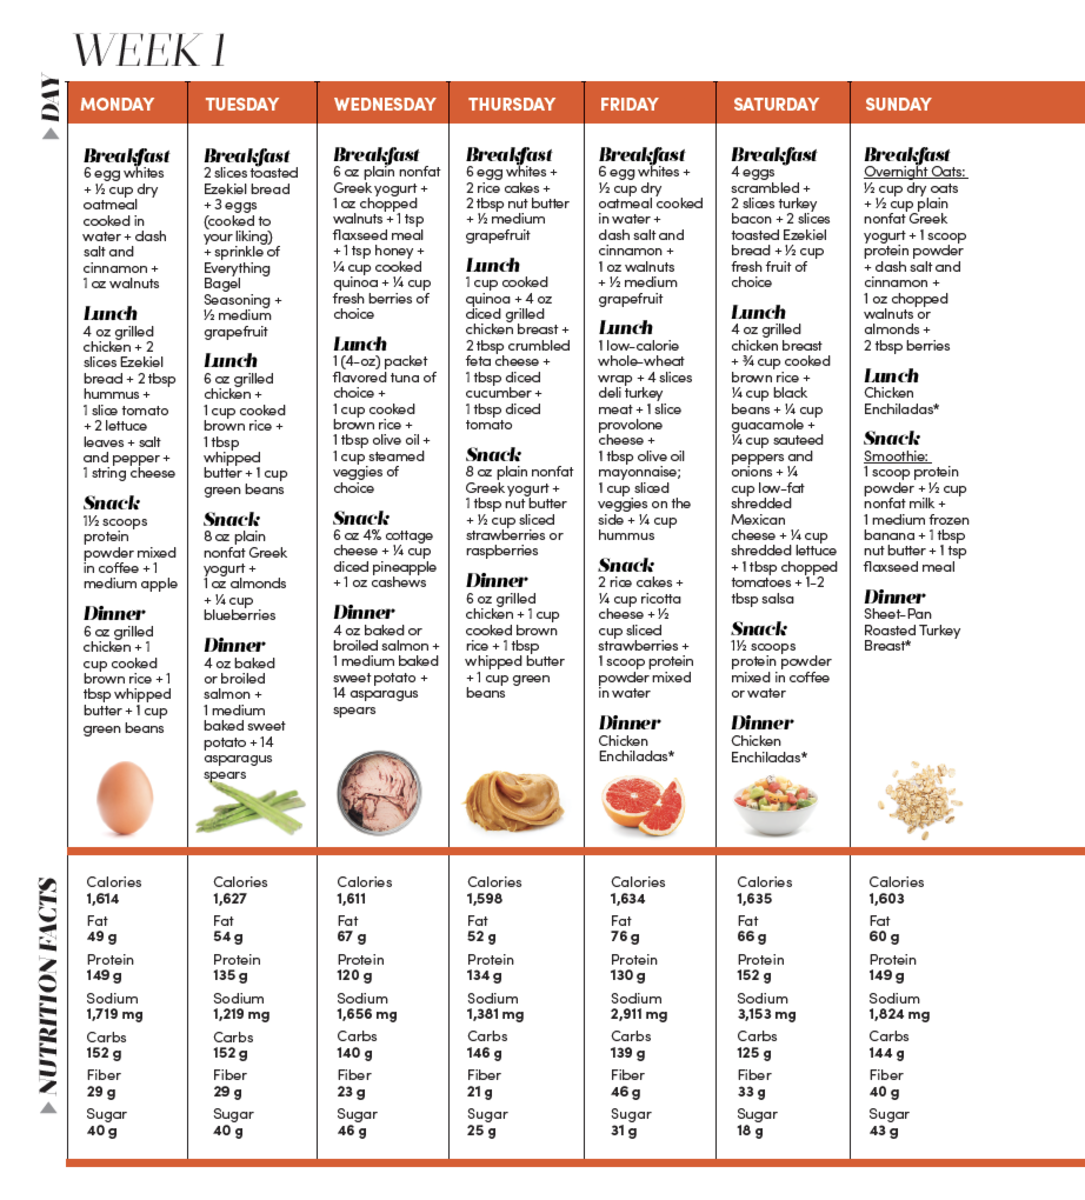 WEEK 1
DAY
MONDAY
Breakfast
6 egg whites
+ ½ cup dry
oatmeal
cooked in
water + dash
salt and
cinnamon +
1 oz walnuts
Lunch
4 oz grilled
chicken + 2
slices Ezekiel
bread + 2 tbsp
hummus +
1 slice tomato
+ 2 lettuce
leaves + salt
and pepper +
1 string cheese
Snack
1½ scoops
protein
powder mixed
in coffee + 1
medium apple
Dinner
6 oz grilled
chicken + 1
cup cooked
brown rice + 1
tbsp whipped
butter + 1 cup
green beans
TUESDAY
Breakfast
2 slices toasted
Ezekiel bread
+ 3 eggs
(cooked to
your liking)
+ sprinkle of
Everything
Bagel
Seasoning +
½ medium
grapefruit
Lunch
6 oz grilled
chicken +
1 cup cooked
brown rice +
1 tbsp
whipped
butter + 1 cup
green beans
Snack
8 oz plain
nonfat Greek
yogurt +
1 oz almonds
+ ¼ cup
blueberries
Dinner
4 oz baked
or broiled
salmon +
1 medium
baked sweet
potato + 14
asparagus
spears
WEDNESDAY
Breakfast
6 oz plain nonfat
Greek yogurt +
1 oz chopped
walnuts + 1 tsp
flaxseed meal
+ 1 tsp honey +
¼ cup cooked
quinoa + ¼ cup
fresh berries of
choice
Lunch
1 (4-oz) packet
flavored tuna of
choice +
1 cup cooked
brown rice +
1 tbsp olive oil +
1 cup steamed
veggies of
choice
Snack
6 oz 4% cottage
cheese + ¼ cup
diced pineapple
+ 1 oz cashews
Dinner
4 oz baked or
broiled salmon +
1 medium baked
sweet potato +
14 asparagus
spears
THURSDAY
Breakfast
6 egg whites +
2 rice cakes +
2 tbsp nut butter
+ ½ medium
grapefruit
Lunch
1 cup cooked
quinoa + 4 oz
diced grilled
chicken breast +
2 tbsp crumbled
feta cheese +
1 tbsp diced
cucumber +
1 tbsp diced
tomato
Snack
8 oz plain nonfat
Greek yogurt +
1 tbsp nut butter
+ ½ cup sliced
strawberries or
raspberries
Dinner
6 oz grilled
chicken + 1 cup
cooked brown
rice + 1 tbsp
whipped butter
+ 1 cup green
beans
FRIDAY
Breakfast
6 egg whites +
½ cup dry
oatmeal cooked
in water +
dash salt and
cinnamon +
1 oz walnuts
+ ½ medium
grapefruit
Lunch
1 low-calorie
whole-wheat
wrap + 4 slices
deli turkey
meat + 1 slice
provolone
cheese +
1 tbsp olive oil
mayonnaise;
1 cup sliced
veggies on the
side + ¼ cup
hummus
Snack
2 rice cakes +
¼ cup ricotta
cheese + ½
cup sliced
strawberries +
1 scoop protein
powder mixed
in water
Dinner
Chicken
Enchiladas*
SATURDAY
Breakfast
4 eggs
scrambled +
2 slices turkey
bacon + 2 slices
toasted Ezekiel
bread + ½ cup
fresh fruit of
choice
Lunch
4 oz grilled
chicken breast
+ ¾ cup cooked
brown rice +
¼ cup black
beans + ¼ cup
guacamole +
¼ cup sauteed
peppers and
onions + ¼
cup low-fat
shredded
Mexican
cheese + ¼ cup
shredded lettuce
+ 1 tbsp chopped
tomatoes + 1–2
tbsp salsa
Snack
1½ scoops
protein powder
mixed in coffee
or water
Dinner
Chicken
Enchiladas*
SUNDAY
Breakfast
Overnight Oats:
½ cup dry oats
+ ½ cup plain
nonfat Greek
yogurt + 1 scoop
protein powder
+ dash salt and
cinnamon +
1 oz chopped
walnuts or
almonds +
2 tbsp berries
Lunch
Chicken
Enchiladas*
Snack
Smoothie:
1 scoop protein
powder + ½ cup
nonfat milk +
1 medium frozen
banana + 1 tbsp
nut butter + 1 tsp
flaxseed meal
Dinner
Sheet-Pan
Roasted Turkey
Breast*
NUTRITION FACTS
Calories
1,614
Fat
49 g
Protein
149 g
Sodium
1,719 mg
Carbs
152 g
Fiber
29 g
Sugar
40 g
Calories
1,627
Fat
54 g
Protein
135 g
Sodium
1,219 mg
Carbs
152 g
Fiber
29 g
Sugar
40 g
Calories
1,611
Fat
67 g
Protein
120 g
Sodium
1,656 mg
Carbs
140 g
Fiber
23 g
Sugar
46 g
Calories
1,598
Fat
52 g
Protein
134 g
Sodium
1,381 mg
Carbs
146 g
Fiber
21 g
Sugar
25 g
Calories
1,634
Fat
76 g
Protein
130 g
Sodium
2,911 mg
Carbs
139 g
Fiber
46 g
Sugar
31 g
Calories
1,635
Fat
66 g
Protein
152 g
Sodium
3,153 mg
Carbs
125 g
Fiber
33 g
Sugar
18 g
Calories
1,603
Fat
60 g
Protein
149 g
Sodium
1,824 mg
Carbs
144 g
Fiber
40 g
Sugar
43 g